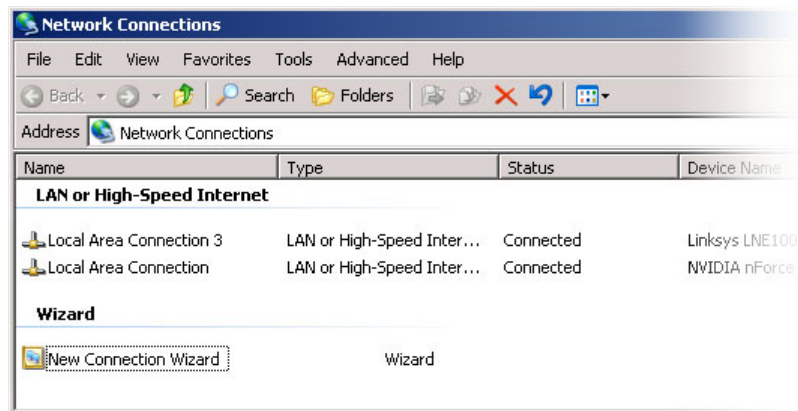 Network Connections
File Edit View Favorites Tools Advanced Help
Back Search Folders
Address Network Connections
Name Type Status Device Name
LAN or High-Speed Internet
Local Area Connection 3 LAN or High-Speed Inter... Connected Linksys LNE100
Local Area Connection LAN or High-Speed Inter... Connected NVIDIA nForce
Wizard
New Connection Wizard Wizard